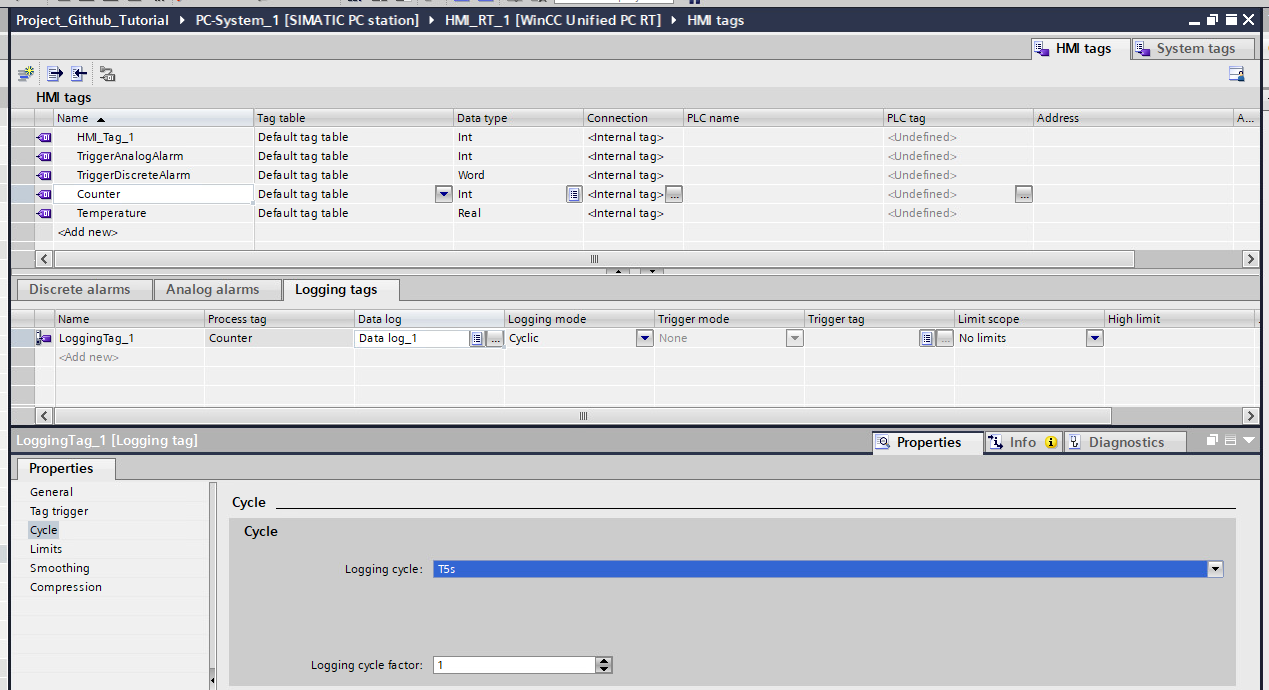 Project_Github_Tutorial ▸ PC-System_1 [SIMATIC PC station] ▸ HMI_RT_1 [WinCC Unified PC RT] ▸ HMI tags
HMI tags System tags
HMI tags
Name Tag table Data type Connection PLC name PLC tag Address A...
HMI_Tag_1 Default tag table Int <Internal tag> <Undefined>
TriggerAnalogAlarm Default tag table Int <Internal tag> <Undefined>
TriggerDiscreteAlarm Default tag table Word <Internal tag> <Undefined>
Counter Default tag table Int <Internal tag> ... <Undefined> ...
Temperature Default tag table Real <Internal tag> <Undefined>
<Add new>
Discrete alarms Analog alarms Logging tags
Name Process tag Data log Logging mode Trigger mode Trigger tag Limit scope High limit
LoggingTag_1 Counter Data log_1 ... Cyclic None ... No limits
<Add new>
LoggingTag_1 [Logging tag] Properties Info Diagnostics
Properties
General
Tag trigger
Cycle
Limits
Smoothing
Compression
Cycle
Cycle
Logging cycle: T5s
Logging cycle factor: 1